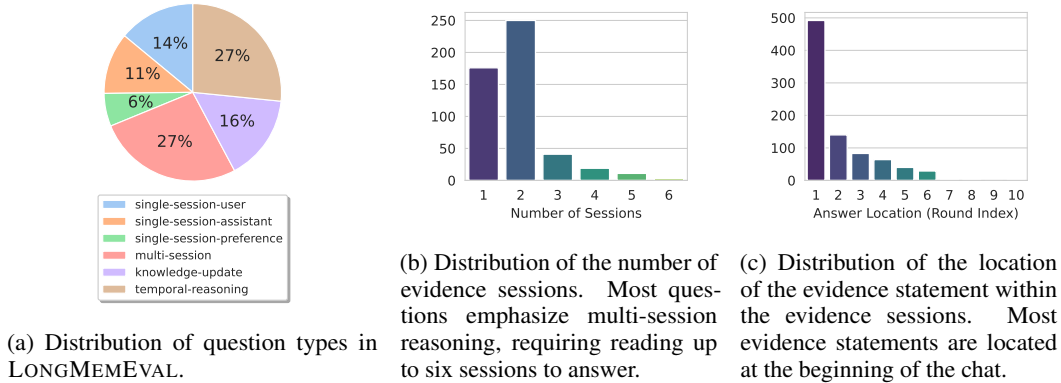 14%
27%
11%
6%
16%
27%
single-session-user
single-session-assistant
single-session-preference
multi-session
knowledge-update
temporal-reasoning
(a) Distribution of question types in
LONGMEMEVAL.
250
200
150
100
50
0
1 2 3 4 5 6
Number of Sessions
(b) Distribution of the number of
evidence sessions. Most ques-
tions emphasize multi-session
reasoning, requiring reading up
to six sessions to answer.
500
400
300
200
100
0
1 2 3 4 5 6 7 8 9 10
Answer Location (Round Index)
(c) Distribution of the location
of the evidence statement within
the evidence sessions. Most
evidence statements are located
at the beginning of the chat.